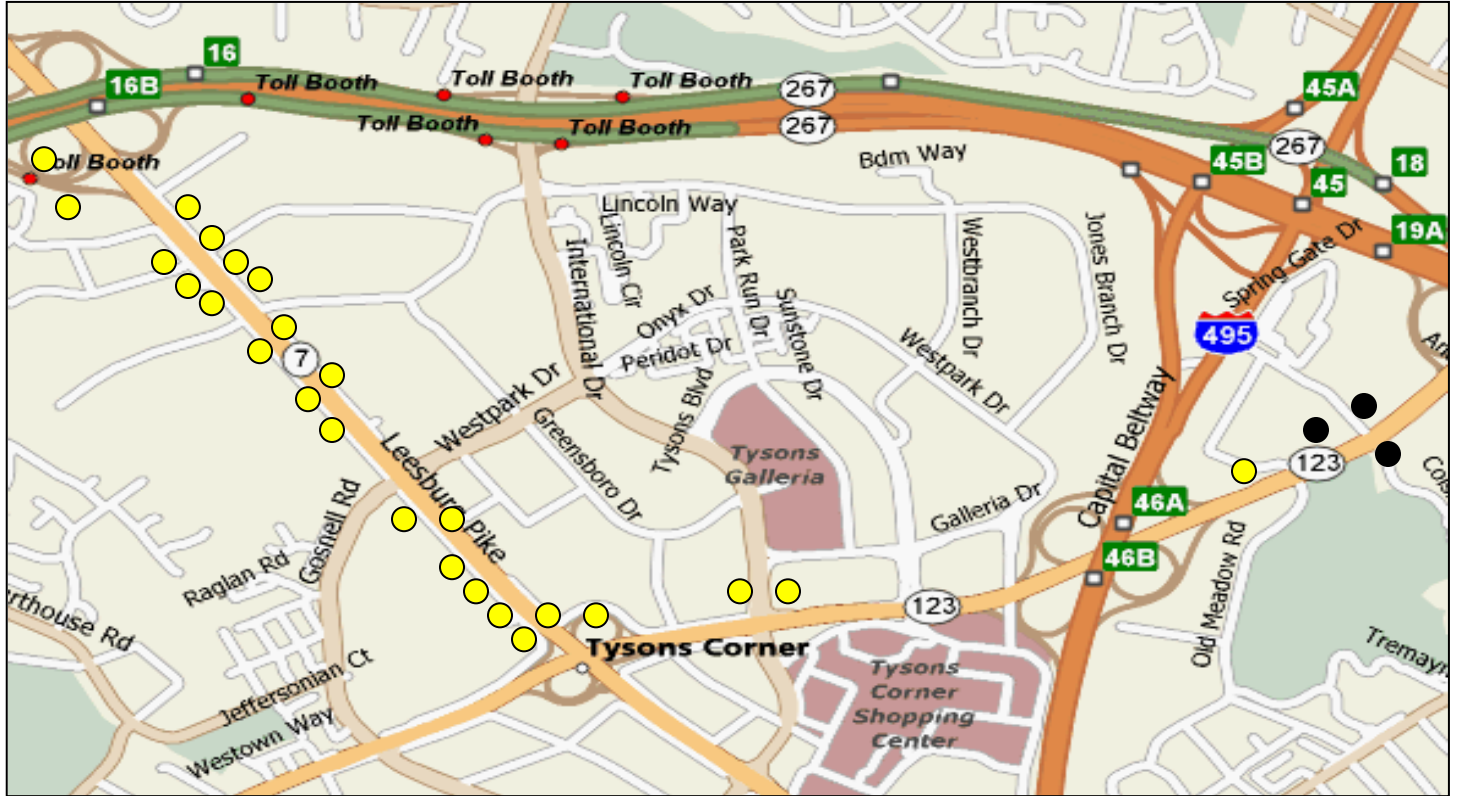 16
16B
Toll Booth
Toll Booth
Toll Booth
267
45A
Toll Booth
Toll Booth
267
267
oll Booth
Bdm Way
45B
18
45
Lincoln Way
Lincoln Cir
Park Run Dr
Westbranch Dr
Jones Branch Dr
19A
Spring Gate Dr
International Dr
Onyx Dr
Sunstone Dr
495
7
Peridot Dr
Westpark Dr
Westpark Dr
Tysons Blvd
Capital Beltway
Greensboro Dr
Leesburg Pike
Tysons
Galleria
123
Gosnell Rd
Galleria Dr
46A
Raglan Rd
46B
Old Meadow Rd
rthouse Rd
123
Tysons Corner
Tremayn
Jeffersonian Ct
Tysons
Corner
Shopping
Center
Westown Way